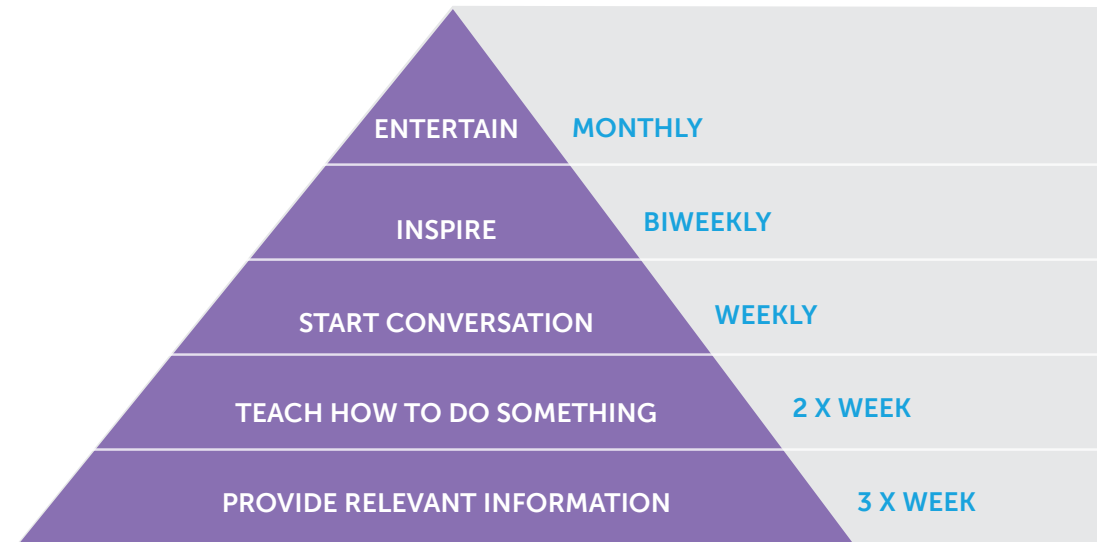 ENTERTAIN MONTHLY
INSPIRE BIWEEKLY
START CONVERSATION WEEKLY
TEACH HOW TO DO SOMETHING 2 X WEEK
PROVIDE RELEVANT INFORMATION 3 X WEEK